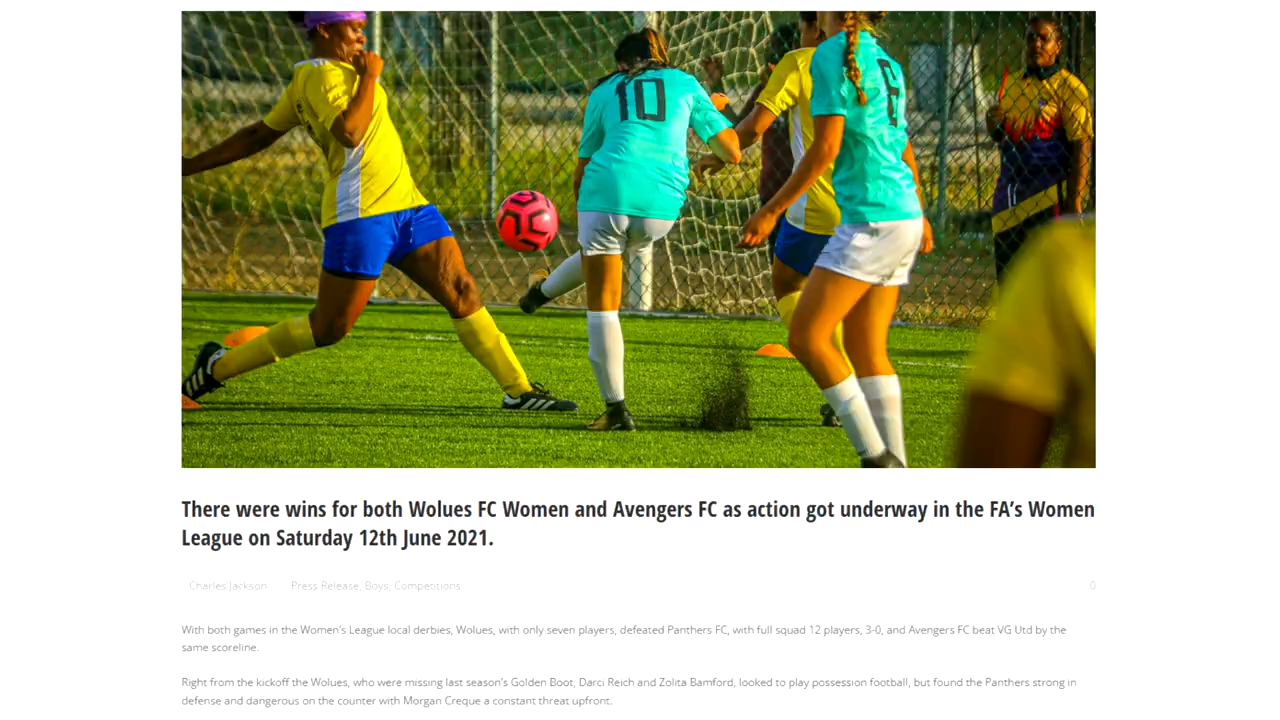 10
6
There were wins for both Wolues FC Women and Avengers FC as action got underway in the FA’s Women
League on Saturday 12th June 2021.
Charles Jackson Press Release, Boys, Competitions 0
With both games in the Women's League local derbies, Wolues, with only seven players, defeated Panthers FC, with full squad 12 players, 3-0, and Avengers FC beat VG Utd by the
same scoreline.
Right from the kickoff the Wolues, who were missing last season's Golden Boot, Darci Reich and Zolita Bamford, looked to play possession football, but found the Panthers strong in
defense and dangerous on the counter with Morgan Creque a constant threat upfront.